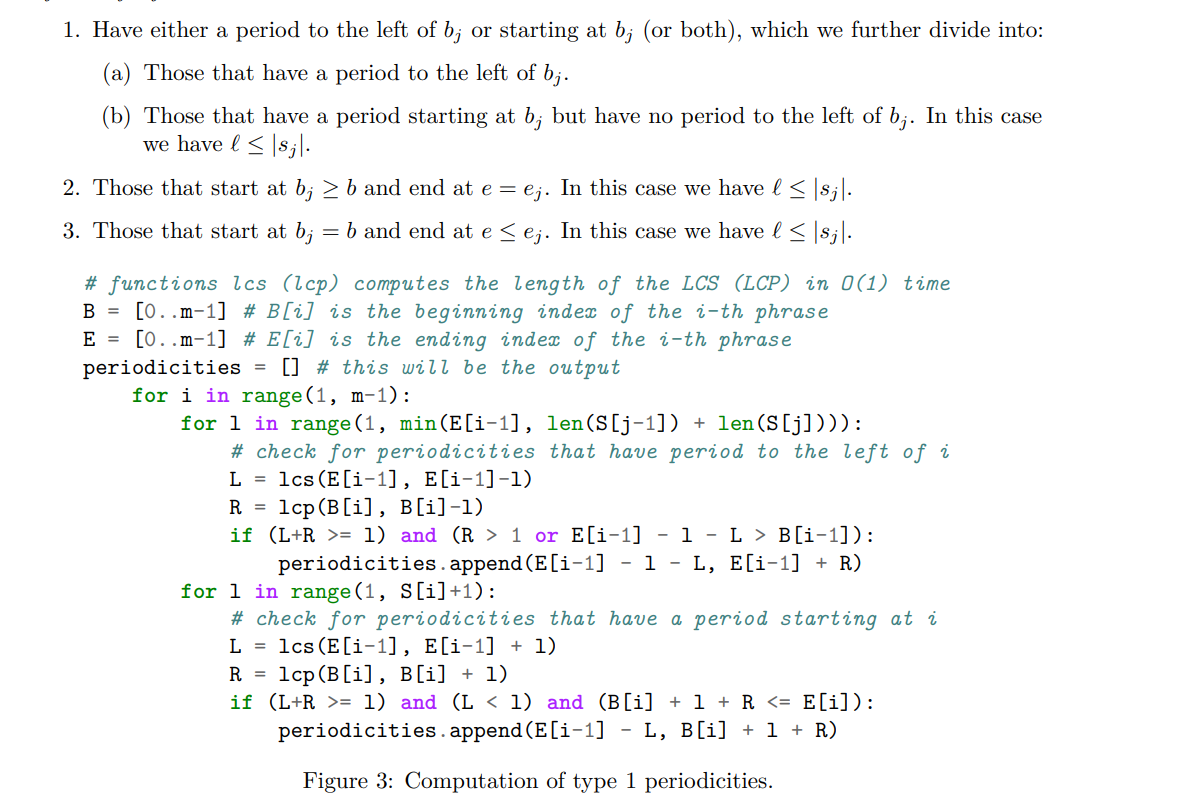 1. Have either a period to the left of b_j or starting at b_j (or both), which we further divide into:
(a) Those that have a period to the left of b_j.
(b) Those that have a period starting at b_j but have no period to the left of b_j. In this case
we have ℓ ≤ |s_j|.
2. Those that start at b_j ≥ b and end at e = e_j. In this case we have ℓ ≤ |s_j|.
3. Those that start at b_j = b and end at e ≤ e_j. In this case we have ℓ ≤ |s_j|.
# functions lcs (lcp) computes the length of the LCS (LCP) in O(1) time
B = [0..m-1] # B[i] is the beginning index of the i-th phrase
E = [0..m-1] # E[i] is the ending index of the i-th phrase
periodicities = [] # this will be the output
for i in range(1, m-1):
for l in range(1, min(E[i-1], len(S[j-1]) + len(S[j]))):
# check for periodicities that have period to the left of i
L = lcs(E[i-1], E[i-1]-l)
R = lcp(B[i], B[i]-l)
if (L+R >= l) and (R > 1 or E[i-1] - l - L > B[i-1]):
periodicities.append(E[i-1] - l - L, E[i-1] + R)
for l in range(1, S[i]+1):
# check for periodicities that have a period starting at i
L = lcs(E[i-1], E[i-1] + l)
R = lcp(B[i], B[i] + l)
if (L+R >= l) and (L < l) and (B[i] + l + R <= E[i]):
periodicities.append(E[i-1] - L, B[i] + l + R)
Figure 3: Computation of type 1 periodicities.